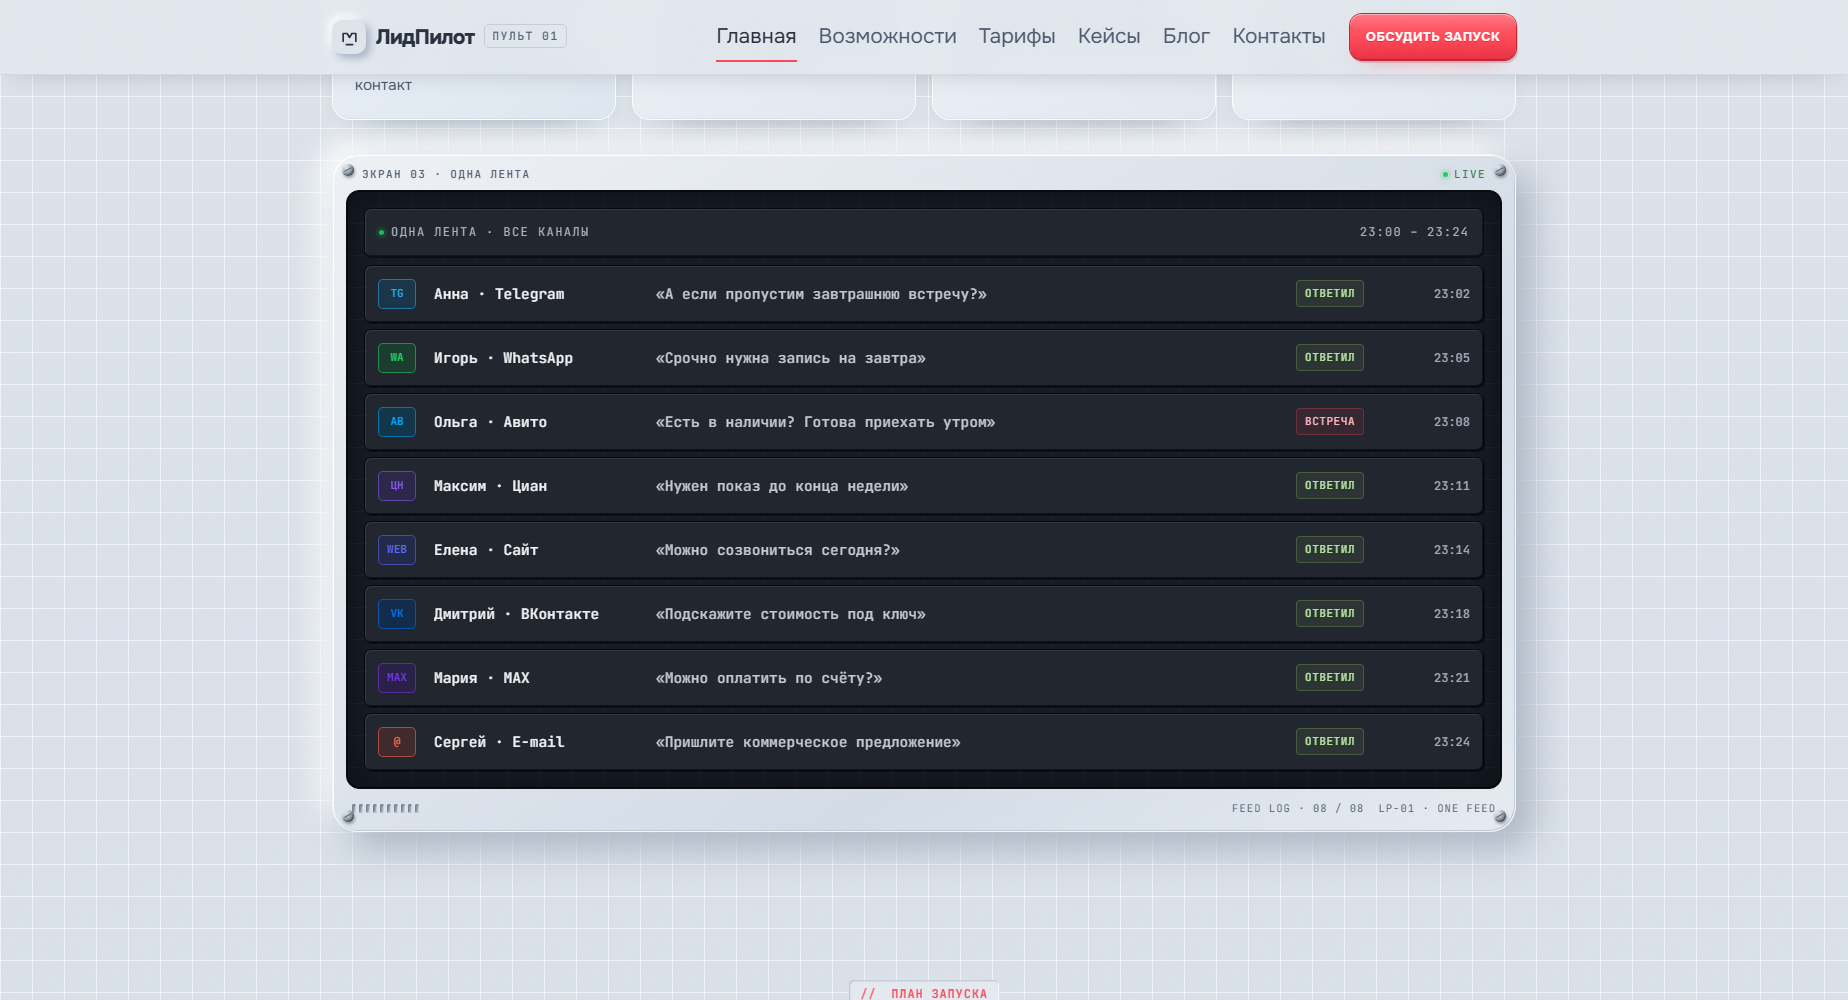 ЛидПилот ПУЛЬТ 01 Главная Возможности Тарифы Кейсы Блог Контакты ОБСУДИТЬ ЗАПУСК
контакт
ЭКРАН 03 · ОДНА ЛЕНТА LIVE
ОДНА ЛЕНТА · ВСЕ КАНАЛЫ 23:00 – 23:24
TG Анна · Telegram «А если пропустим завтрашнюю встречу?» ОТВЕТИЛ 23:02
WA Игорь · WhatsApp «Срочно нужна запись на завтра» ОТВЕТИЛ 23:05
АВ Ольга · Авито «Есть в наличии? Готова приехать утром» ВСТРЕЧА 23:08
ЦН Максим · Циан «Нужен показ до конца недели» ОТВЕТИЛ 23:11
WEB Елена · Сайт «Можно созвониться сегодня?» ОТВЕТИЛ 23:14
VK Дмитрий · ВКонтакте «Подскажите стоимость под ключ» ОТВЕТИЛ 23:18
MAX Мария · MAX «Можно оплатить по счёту?» ОТВЕТИЛ 23:21
@ Сергей · E-mail «Пришлите коммерческое предложение» ОТВЕТИЛ 23:24
FEED LOG · 08 / 08 LP-01 · ONE FEED
// ПЛАН ЗАПУСКА